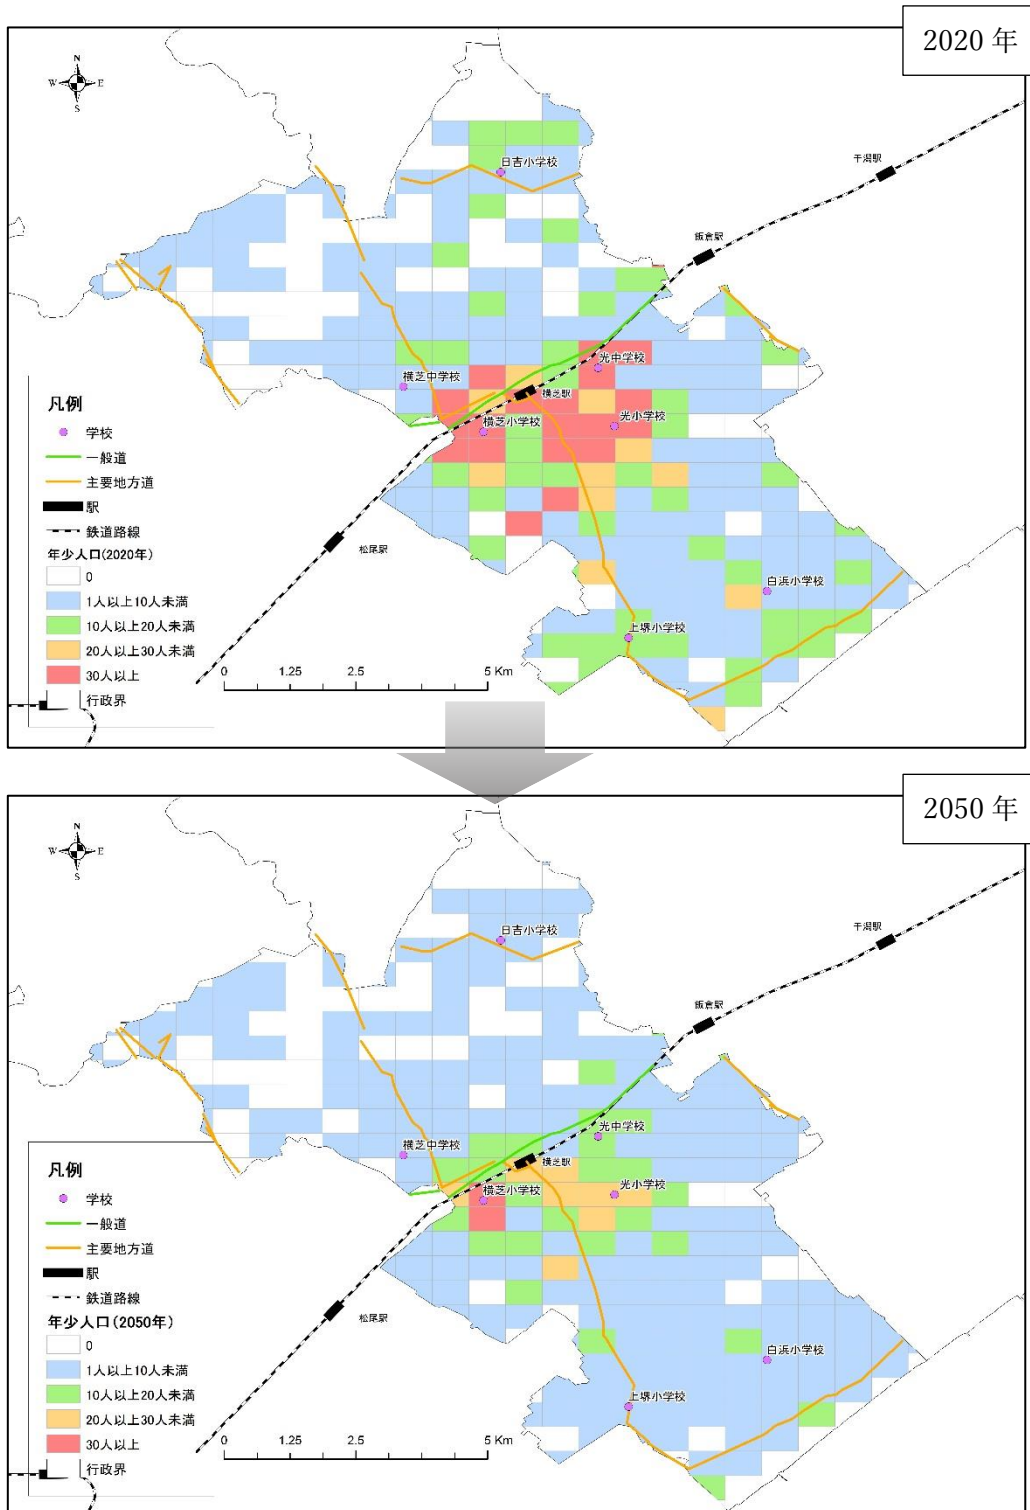 2020 年
N
W
E
S
日吉小学校
干潟駅
飯倉駅
光中学校
横芝中学校
横芝駅
横芝小学校
光小学校
松尾駅
白浜小学校
上堺小学校
凡例
学校
一般道
主要地方道
駅
鉄道路線
年少人口(2020年)
0
1人以上10人未満
10人以上20人未満
20人以上30人未満
30人以上
行政界
0 1.25 2.5 5 Km
2050 年
N
W
E
S
日吉小学校
干潟駅
飯倉駅
光中学校
横芝中学校
横芝駅
横芝小学校
光小学校
松尾駅
白浜小学校
上堺小学校
凡例
学校
一般道
主要地方道
駅
鉄道路線
年少人口(2050年)
0
1人以上10人未満
10人以上20人未満
20人以上30人未満
30人以上
行政界
0 1.25 2.5 5 Km